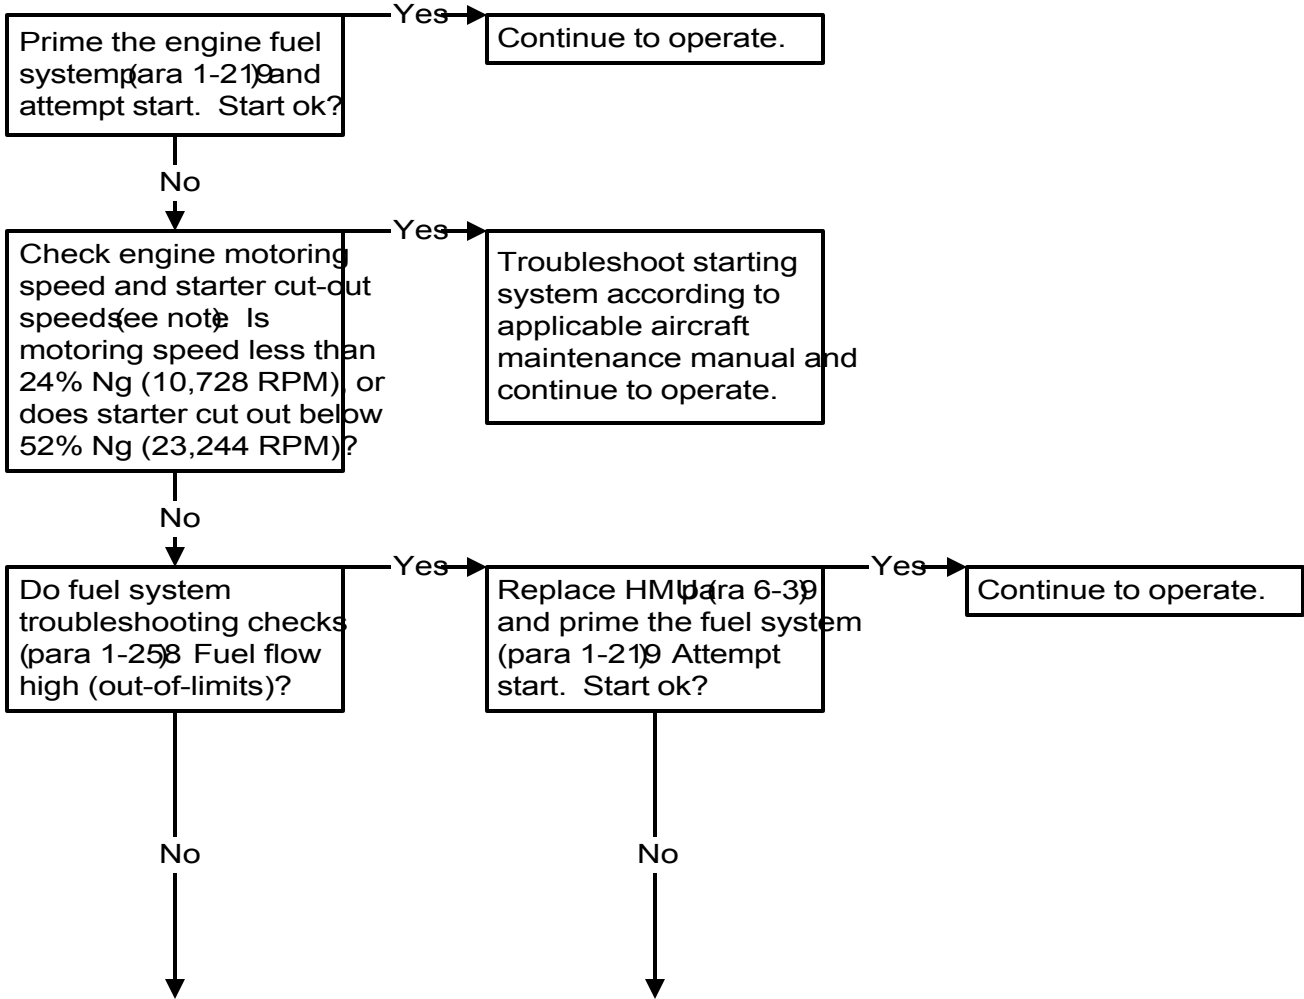 Yes
Prime the engine fuel
system (para 1-219) and
attempt start.  Start ok?
Continue to operate.
No
Yes
Check engine motoring
speed and starter cut-out
speed (see note).  Is
motoring speed less than
24% Ng (10,728 RPM), or
does starter cut out below
52% Ng (23,244 RPM)?
Troubleshoot starting
system according to
applicable aircraft
maintenance manual and
continue to operate.
No
Yes
Yes
Do fuel system
troubleshooting checks
(para 1-258).  Fuel flow
high (out-of-limits)?
Replace HMU (para 6-39)
and prime the fuel system
(para 1-219).  Attempt
start.  Start ok?
Continue to operate.
No
No